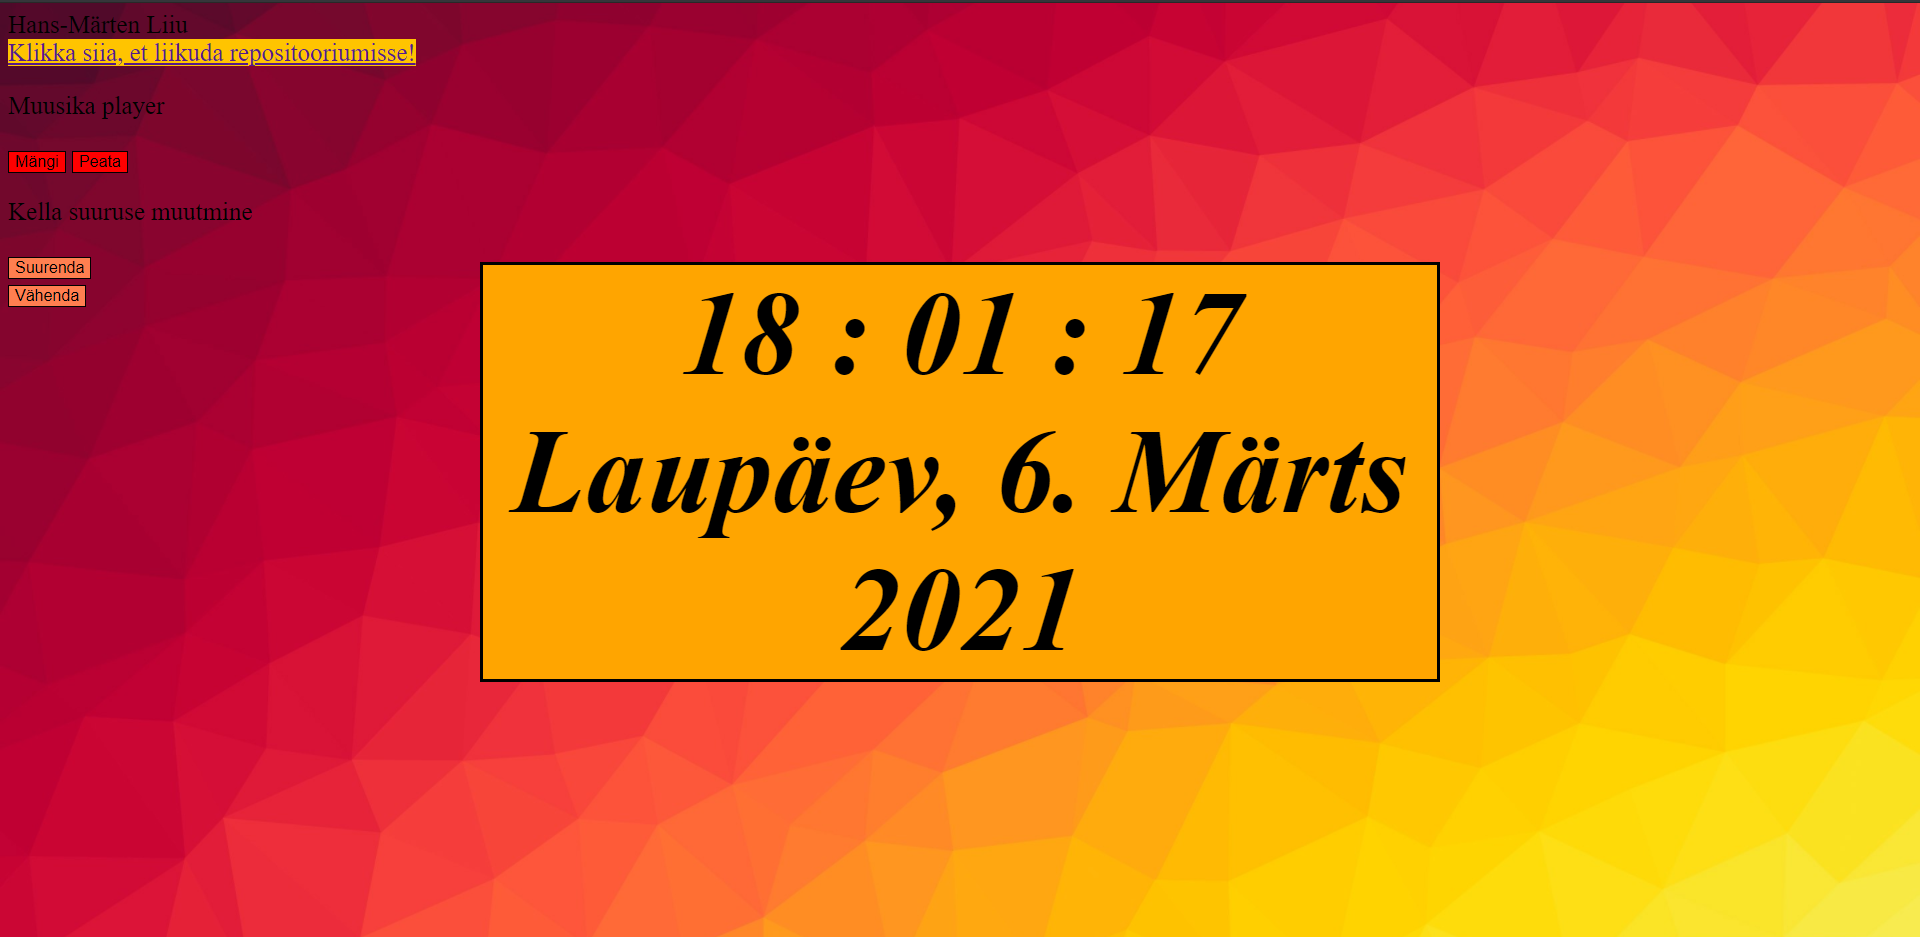 Hans-Märten Liiu
Klikka siia, et liikuda repositooriumisse!
Muusika player
Mängi Peata
Kella suuruse muutmine
Suurenda
Vähenda
18 : 01 : 17
Laupäev, 6. Märts
2021